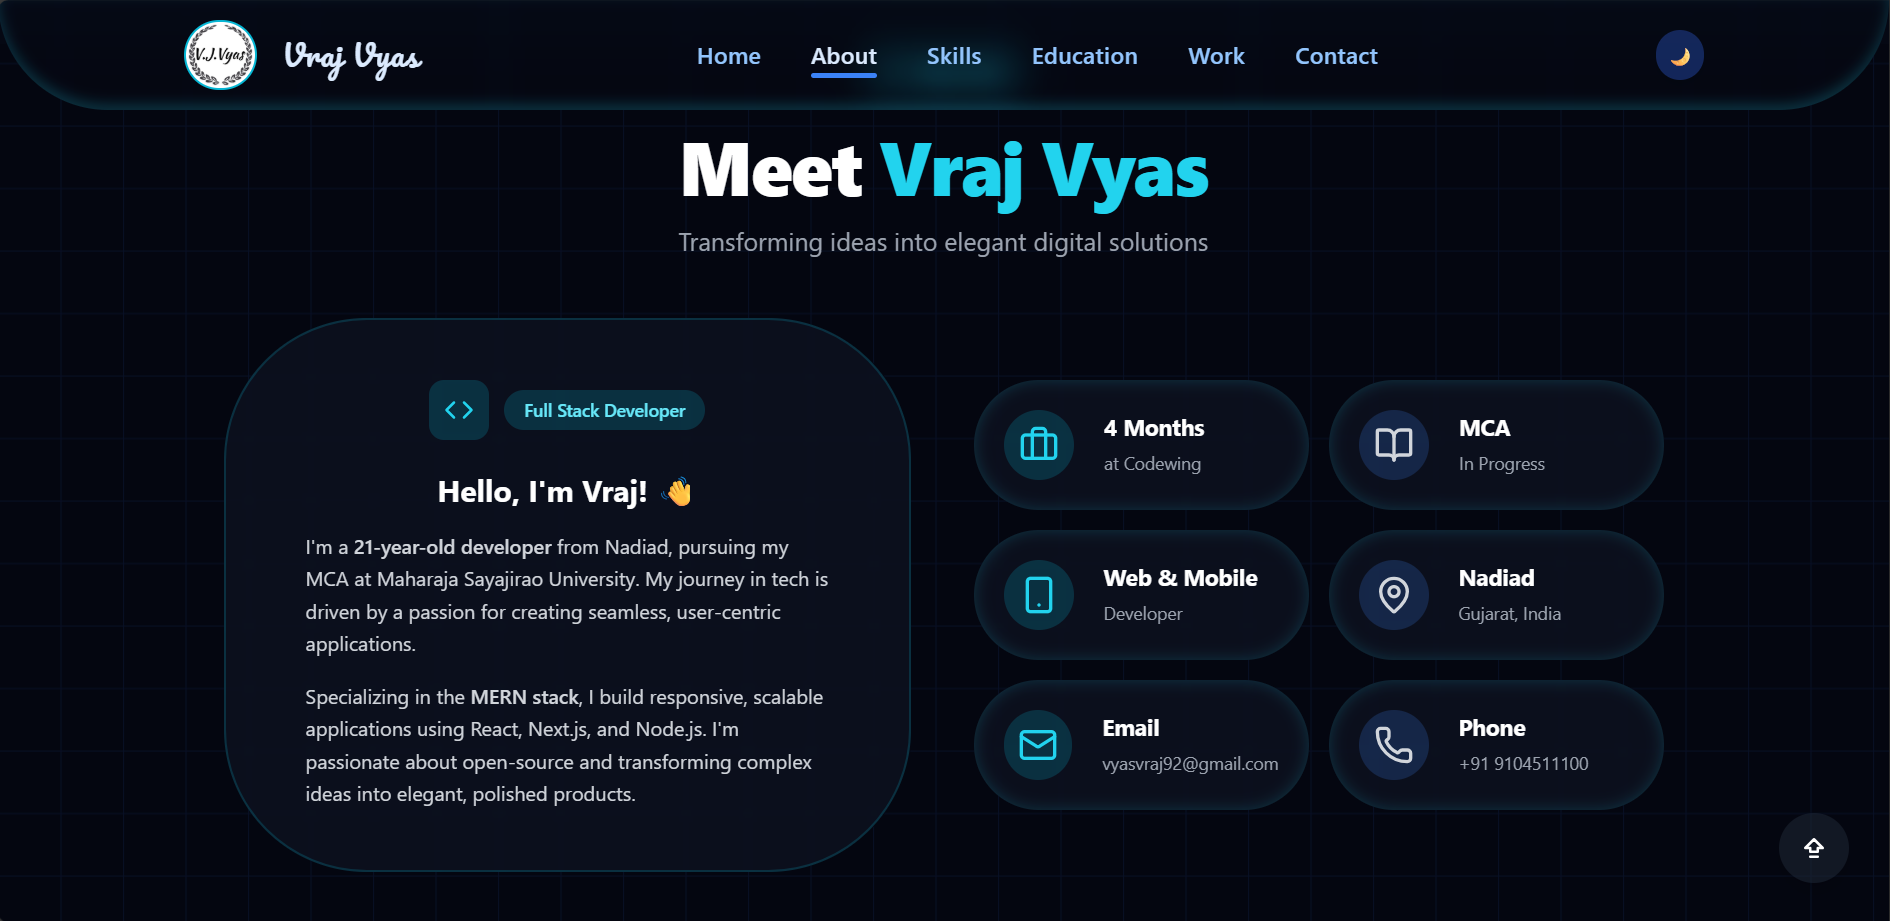 V.J.Vyas
Vraj Vyas
Home
About
Skills
Education
Work
Contact
Meet Vraj Vyas
Transforming ideas into elegant digital solutions
Full Stack Developer
Hello, I'm Vraj! 👋
I'm a 21-year-old developer from Nadiad, pursuing my
MCA at Maharaja Sayajirao University. My journey in tech is
driven by a passion for creating seamless, user-centric
applications.
Specializing in the MERN stack, I build responsive, scalable
applications using React, Next.js, and Node.js. I'm
passionate about open-source and transforming complex
ideas into elegant, polished products.
4 Months
at Codewing
MCA
In Progress
Web & Mobile
Developer
Nadiad
Gujarat, India
Email
vyasvraj92@gmail.com
Phone
+91 9104511100